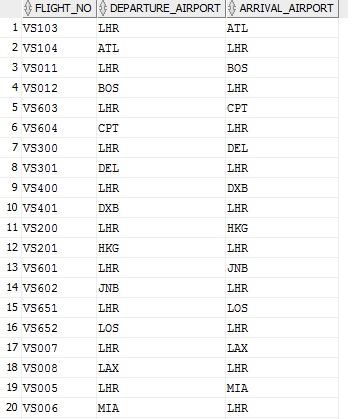 FLIGHT_NO DEPARTURE_AIRPORT ARRIVAL_AIRPORT
1 VS103 LHR ATL
2 VS104 ATL LHR
3 VS011 LHR BOS
4 VS012 BOS LHR
5 VS603 LHR CPT
6 VS604 CPT LHR
7 VS300 LHR DEL
8 VS301 DEL LHR
9 VS400 LHR DXB
10 VS401 DXB LHR
11 VS200 LHR HKG
12 VS201 HKG LHR
13 VS601 LHR JNB
14 VS602 JNB LHR
15 VS651 LHR LOS
16 VS652 LOS LHR
17 VS007 LHR LAX
18 VS008 LAX LHR
19 VS005 LHR MIA
20 VS006 MIA LHR